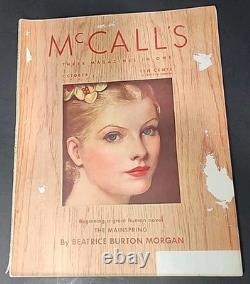 McCALL'S
THREE MAGAZINES IN ONE
OCTOBER
TEN CENTS
Beginning a great human novel
THE MAINSPRING
By BEATRICE BURTON MORGAN